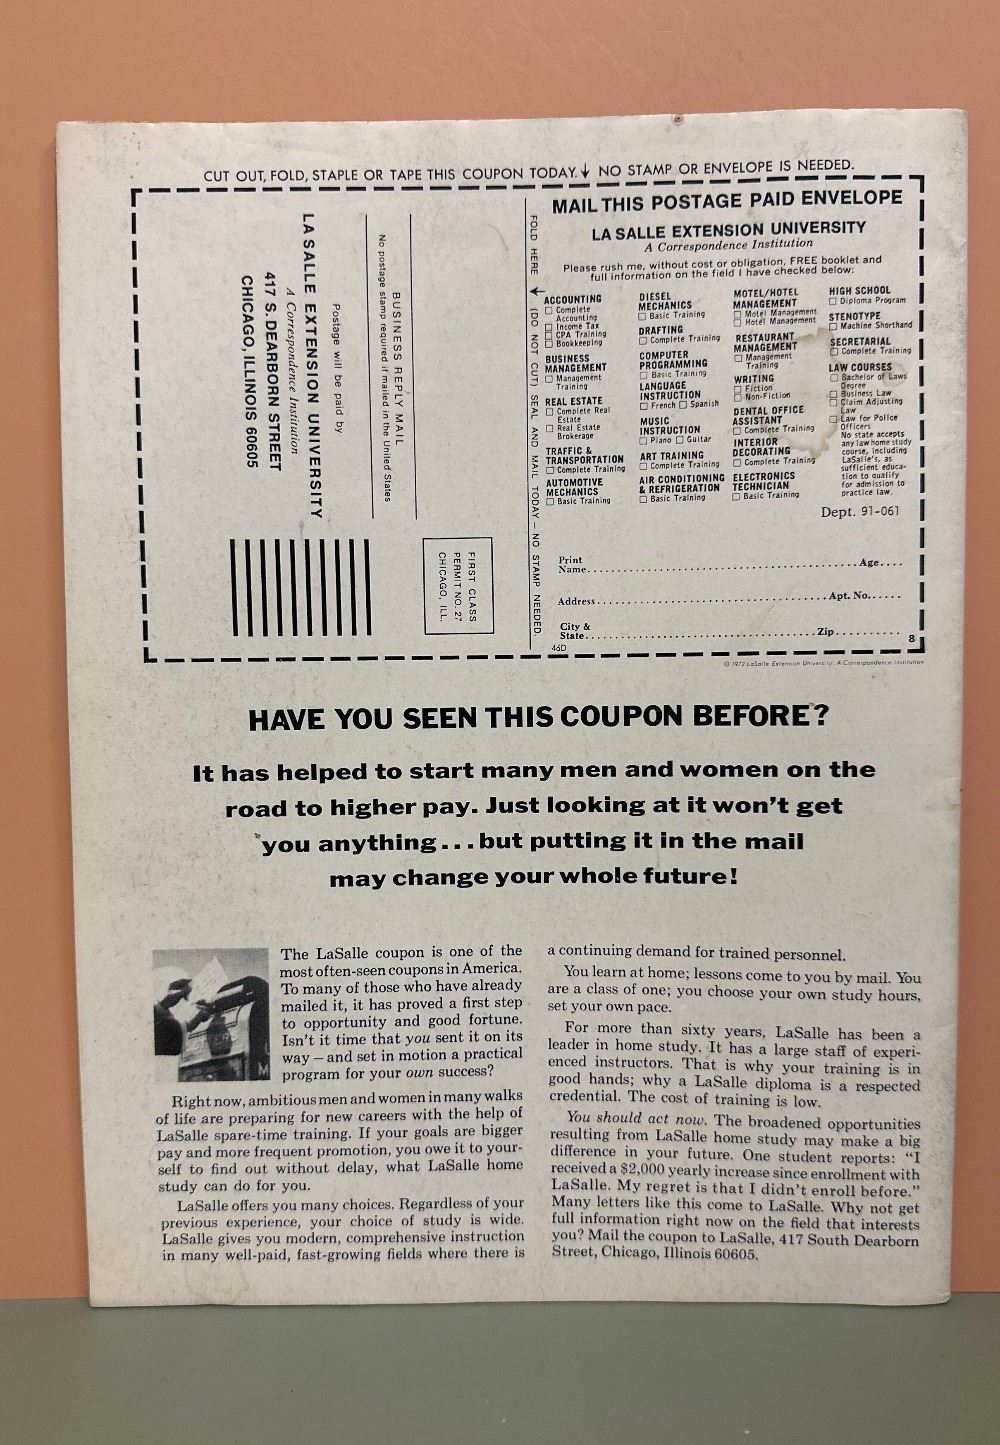 CUT OUT, FOLD, STAPLE OR TAPE THIS COUPON TODAY. ↓ NO STAMP OR ENVELOPE IS NEEDED.
Postage will be paid by
LA SALLE EXTENSION UNIVERSITY
A Correspondence Institution
417 S. DEARBORN STREET
CHICAGO, ILLINOIS 60605
BUSINESS REPLY MAIL
No postage stamp required if mailed in the United States
FIRST CLASS
PERMIT NO. 27
CHICAGO, ILL.
FOLD HERE → (DO NOT CUT) SEAL AND MAIL TODAY — NO STAMP NEEDED.
MAIL THIS POSTAGE PAID ENVELOPE
LA SALLE EXTENSION UNIVERSITY
A Correspondence Institution
Please rush me, without cost or obligation, FREE booklet and
full information on the field I have checked below:
ACCOUNTING
☐ Complete
Accounting
☐ Income Tax
☐ CPA Training
☐ Bookkeeping
BUSINESS
MANAGEMENT
☐ Management
Training
REAL ESTATE
☐ Complete Real
Estate
☐ Real Estate
Brokerage
TRAFFIC &
TRANSPORTATION
☐ Complete Training
AUTOMOTIVE
MECHANICS
☐ Basic Training
DIESEL
MECHANICS
☐ Basic Training
DRAFTING
☐ Complete Training
COMPUTER
PROGRAMMING
☐ Basic Training
LANGUAGE
INSTRUCTION
☐ French ☐ Spanish
MUSIC
INSTRUCTION
☐ Piano ☐ Guitar
ART TRAINING
☐ Complete Training
AIR CONDITIONING
& REFRIGERATION
☐ Basic Training
MOTEL/HOTEL
MANAGEMENT
☐ Motel Management
☐ Hotel Management
RESTAURANT
MANAGEMENT
☐ Management
Training
WRITING
☐ Fiction
☐ Non-Fiction
DENTAL OFFICE
ASSISTANT
☐ Complete Training
INTERIOR
DECORATING
☐ Complete Training
ELECTRONICS
TECHNICIAN
☐ Basic Training
HIGH SCHOOL
☐ Diploma Program
STENOTYPE
☐ Machine Shorthand
SECRETARIAL
☐ Complete Training
LAW COURSES
☐ Bachelor of Laws
Degree
☐ Business Law
☐ Claim Adjusting
Law
☐ Law for Police
Officers
No state accepts
any law home study
course, including
LaSalle's, as
sufficient educa-
tion to qualify
for admission to
practice law.
Dept. 91-061
Print
Name.......... Age....
Address.......... Apt. No......
City &
State.......... Zip..........
46D
8
© 1972 LaSalle Extension University: A Correspondence Institution
HAVE YOU SEEN THIS COUPON BEFORE?
It has helped to start many men and women on the
road to higher pay. Just looking at it won't get
you anything...but putting it in the mail
may change your whole future!
The LaSalle coupon is one of the
most often-seen coupons in America.
To many of those who have already
mailed it, it has proved a first step
to opportunity and good fortune.
Isn't it time that you sent it on its
way – and set in motion a practical
program for your own success?
Right now, ambitious men and women in many walks
of life are preparing for new careers with the help of
LaSalle spare-time training. If your goals are bigger
pay and more frequent promotion, you owe it to your-
self to find out without delay, what LaSalle home
study can do for you.
LaSalle offers you many choices. Regardless of your
previous experience, your choice of study is wide.
LaSalle gives you modern, comprehensive instruction
in many well-paid, fast-growing fields where there is
a continuing demand for trained personnel.
You learn at home; lessons come to you by mail. You
are a class of one; you choose your own study hours,
set your own pace.
For more than sixty years, LaSalle has been a
leader in home study. It has a large staff of experi-
enced instructors. That is why your training is in
good hands; why a LaSalle diploma is a respected
credential. The cost of training is low.
You should act now. The broadened opportunities
resulting from LaSalle home study may make a big
difference in your future. One student reports: "I
received a $2,000 yearly increase since enrollment with
LaSalle. My regret is that I didn't enroll before."
Many letters like this come to LaSalle. Why not get
full information right now on the field that interests
you? Mail the coupon to LaSalle, 417 South Dearborn
Street, Chicago, Illinois 60605.